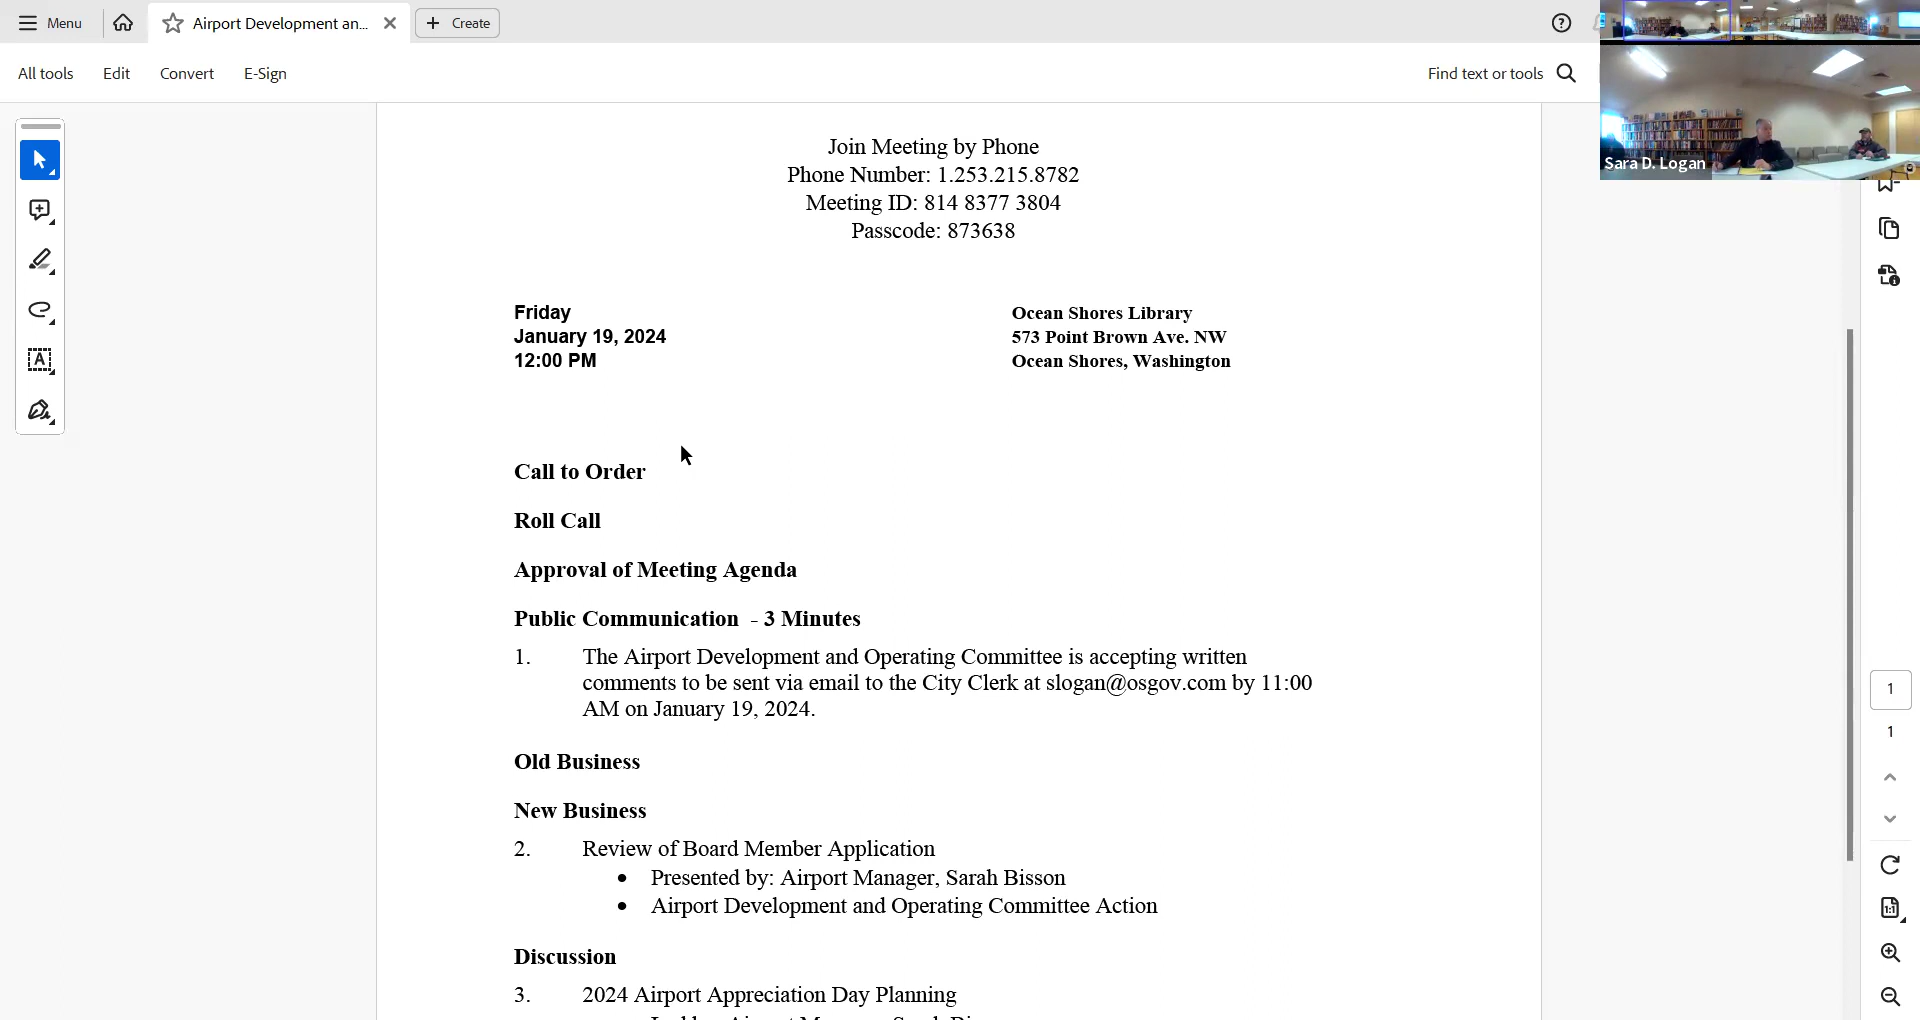 Menu
Airport Development an...
Create
All tools
Edit
Convert
E-Sign
Find text or tools
Sara D. Logan
Join Meeting by Phone
Phone Number: 1.253.215.8782
Meeting ID: 814 8377 3804
Passcode: 873638
Friday
January 19, 2024
12:00 PM
Ocean Shores Library
573 Point Brown Ave. NW
Ocean Shores, Washington
Call to Order
Roll Call
Approval of Meeting Agenda
Public Communication - 3 Minutes
1. The Airport Development and Operating Committee is accepting written
comments to be sent via email to the City Clerk at slogan@osgov.com by 11:00
AM on January 19, 2024.
Old Business
New Business
2. Review of Board Member Application
• Presented by: Airport Manager, Sarah Bisson
• Airport Development and Operating Committee Action
Discussion
3. 2024 Airport Appreciation Day Planning
1
1